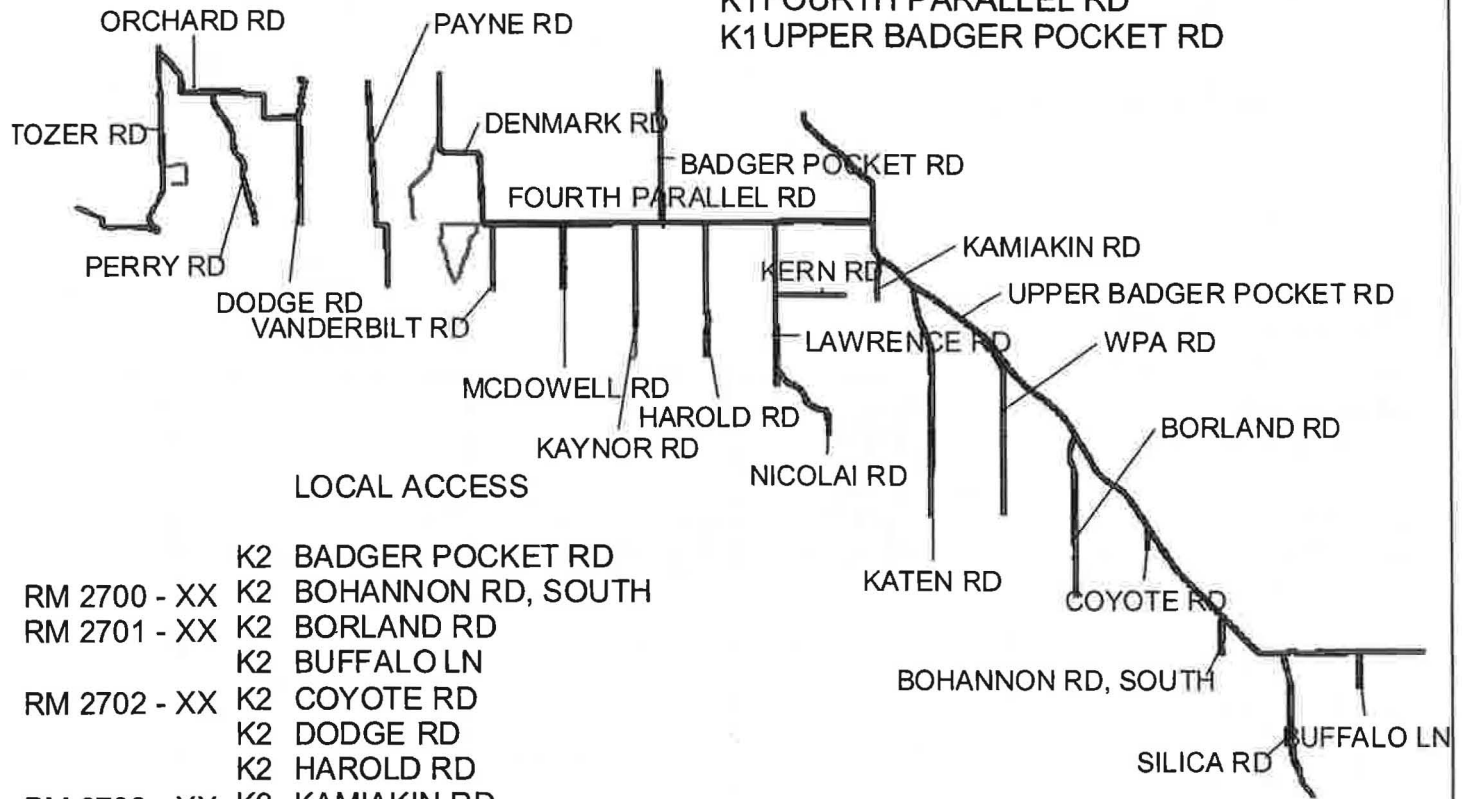 K1 FOURTH PARALLEL RD
K1 UPPER BADGER POCKET RD
ORCHARD RD
PAYNE RD
TOZER RD
DENMARK RD
BADGER POCKET RD
FOURTH PARALLEL RD
PERRY RD
DODGE RD
VANDERBILT RD
KERN RD
KAMIAKIN RD
UPPER BADGER POCKET RD
LAWRENCE RD
WPA RD
MCDOWELL RD
HAROLD RD
KAYNOR RD
NICOLAI RD
BORLAND RD
KATEN RD
COYOTE RD
BOHANNON RD, SOUTH
BUFFALO LN
SILICA RD
LOCAL ACCESS
K2 BADGER POCKET RD
RM 2700 - XX K2 BOHANNON RD, SOUTH
RM 2701 - XX K2 BORLAND RD
K2 BUFFALO LN
RM 2702 - XX K2 COYOTE RD
K2 DODGE RD
K2 HAROLD RD
K2 KAMIAKIN RD